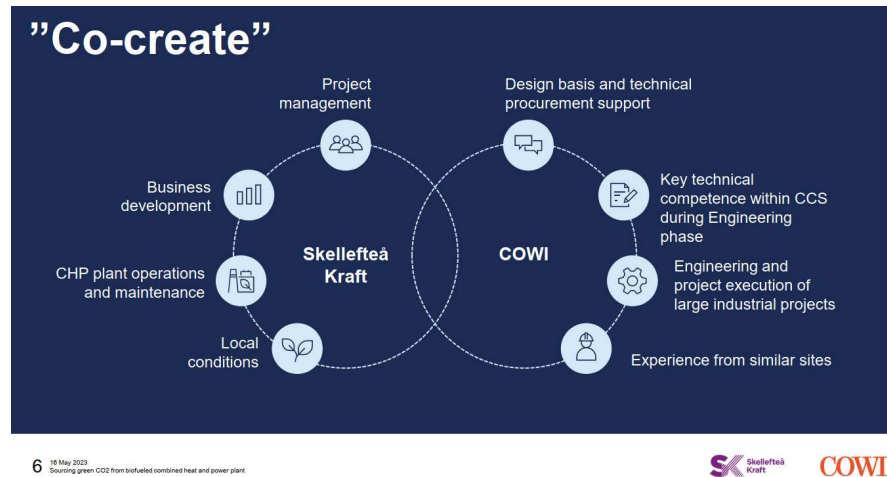 ”Co-create”
Project
management
Business
development
CHP plant operations
and maintenance
Local
conditions
Skellefteå
Kraft
COWI
Design basis and technical
procurement support
Key technical
competence within CCS
during Engineering
phase
Engineering and
project execution of
large industrial projects
Experience from similar sites
6
16 May 2023
Sourcing green CO2 from biofueled combined heat and power plant
SK
Skellefteå
Kraft
COWI